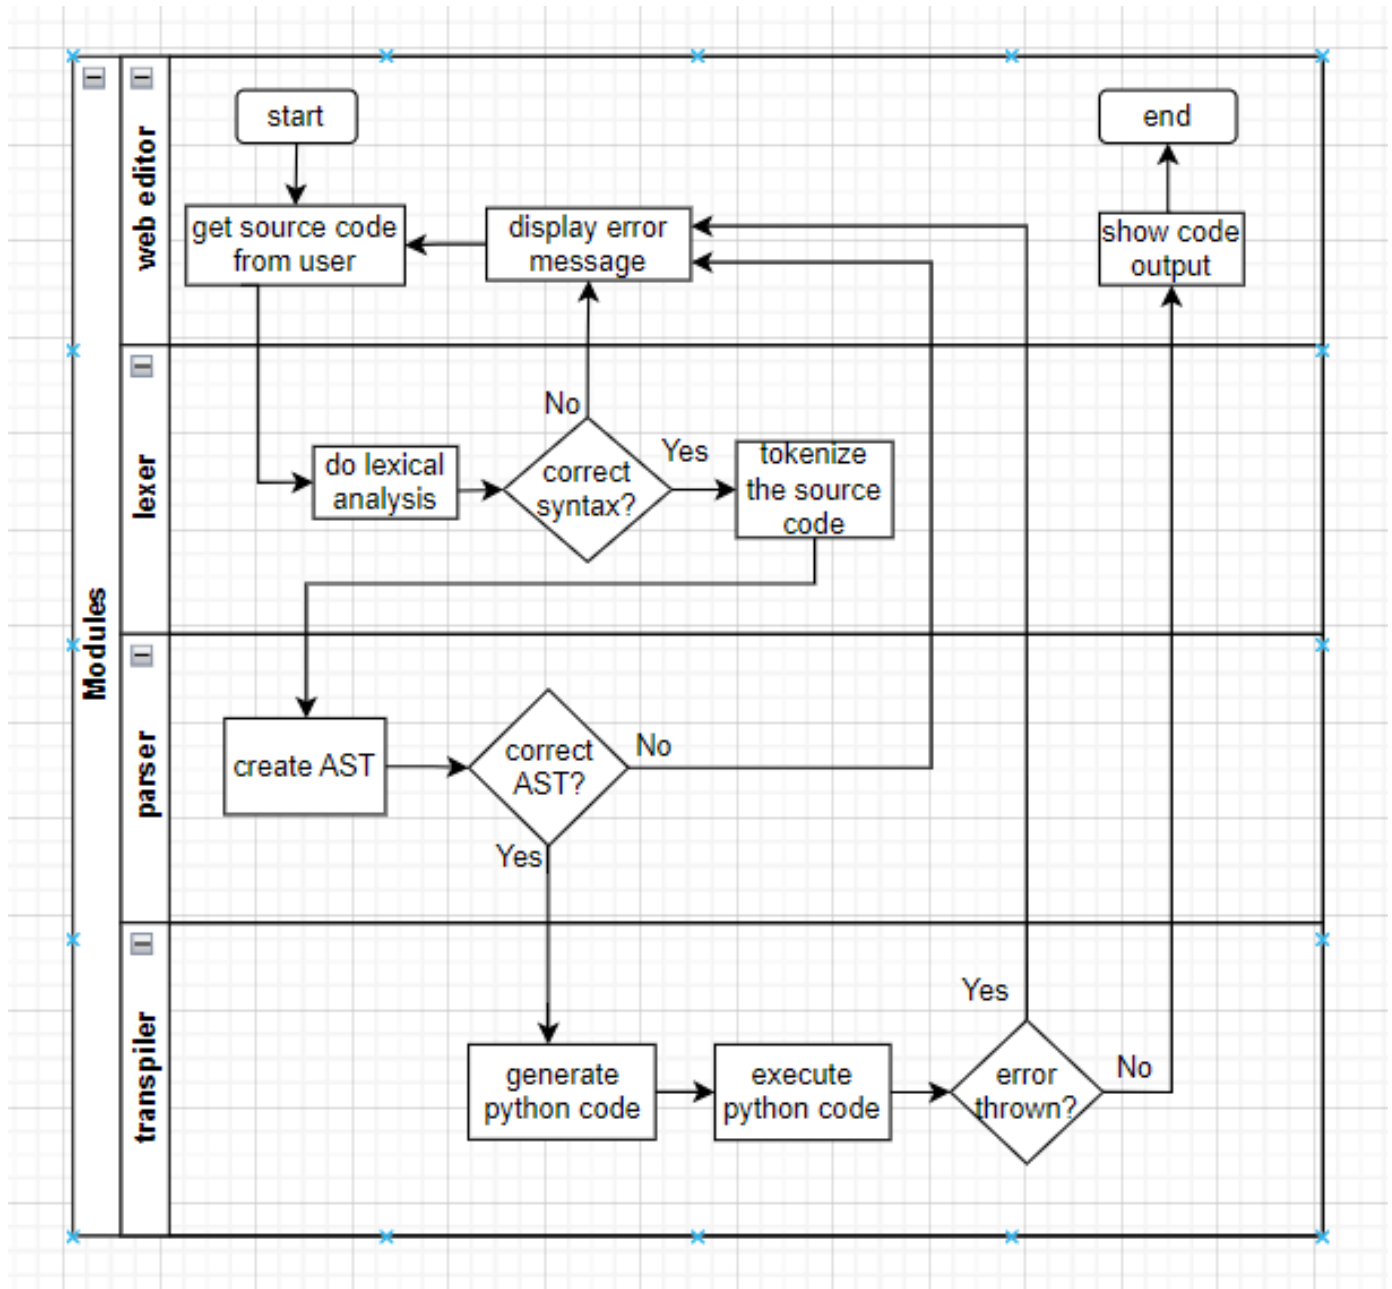 Modules
web editor
start
end
get source code
from user
display error
message
show code
output
lexer
No
do lexical
analysis
correct
syntax?
Yes
tokenize
the source
code
parser
create AST
correct
AST?
No
Yes
transpiler
generate
python code
execute
python code
Yes
error
thrown?
No